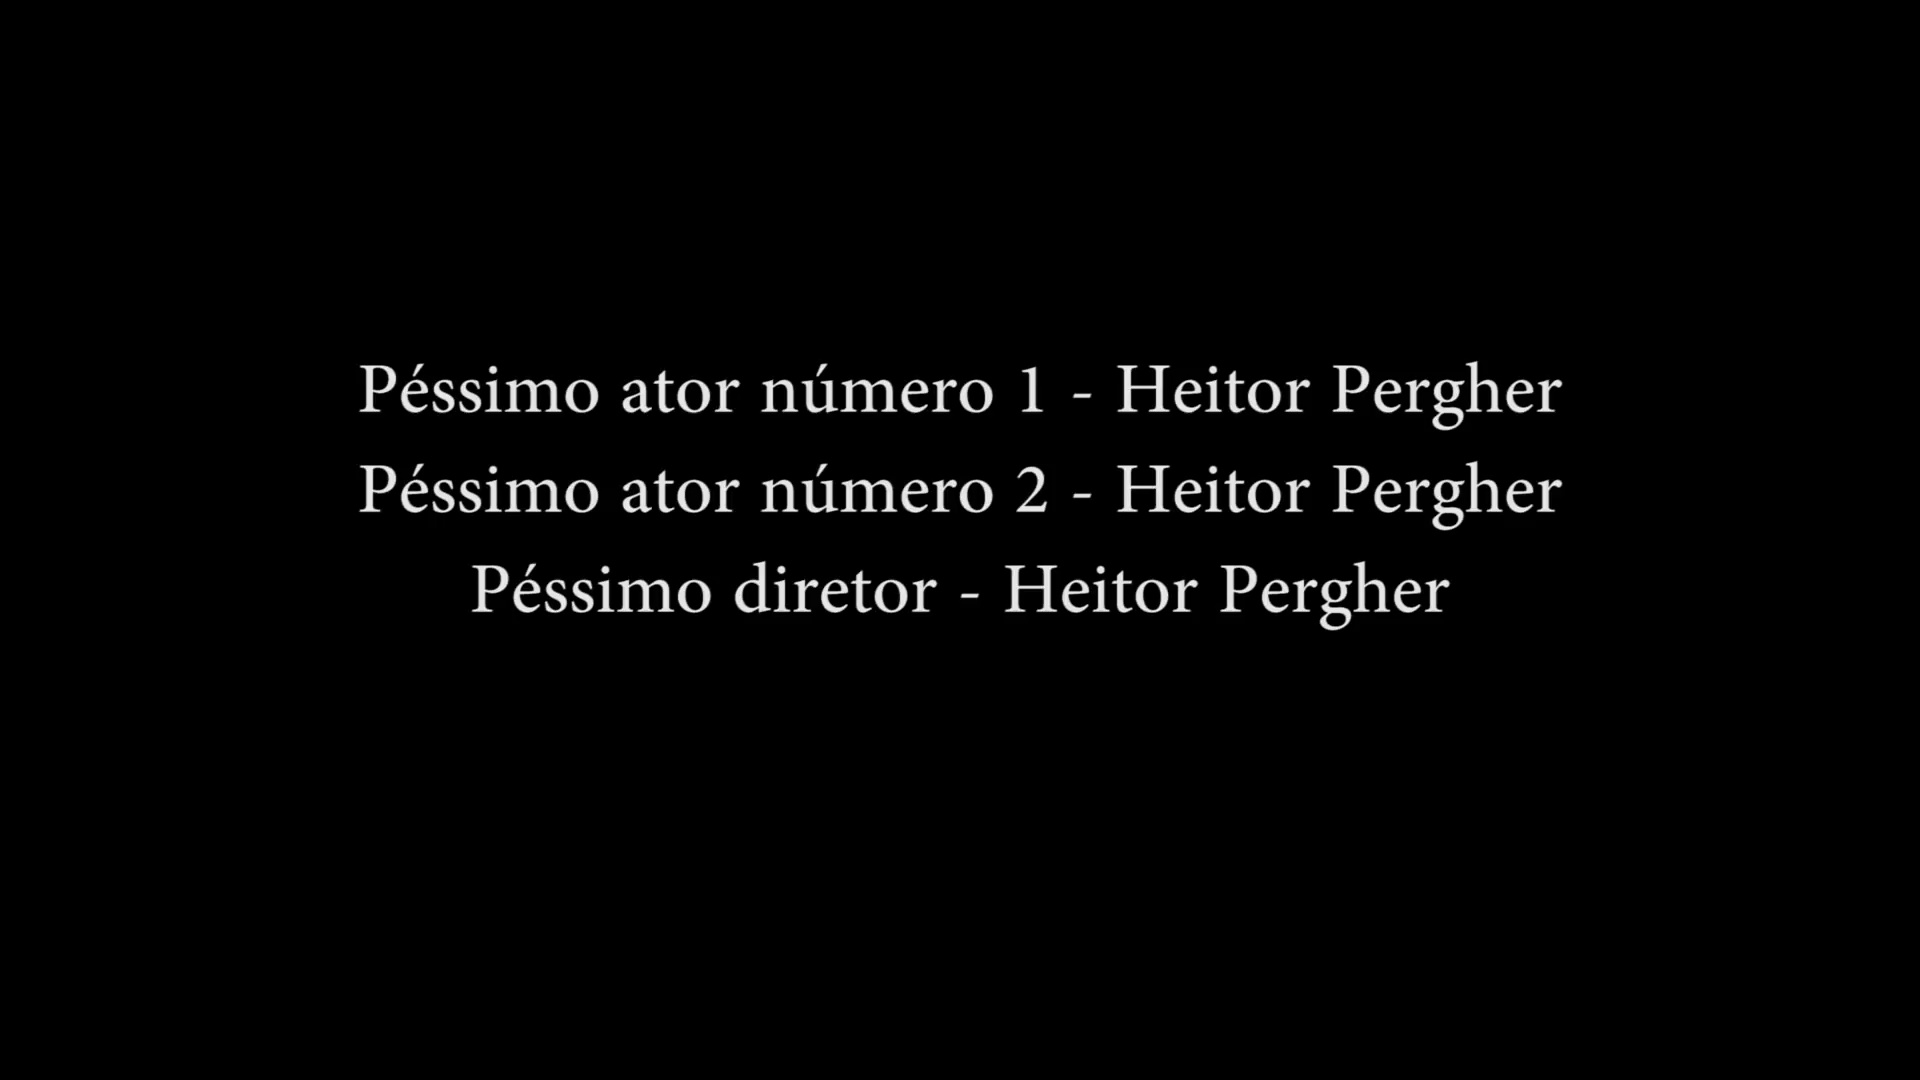 Péssimo ator número 1 - Heitor Pergher
Péssimo ator número 2 - Heitor Pergher
Péssimo diretor - Heitor Pergher